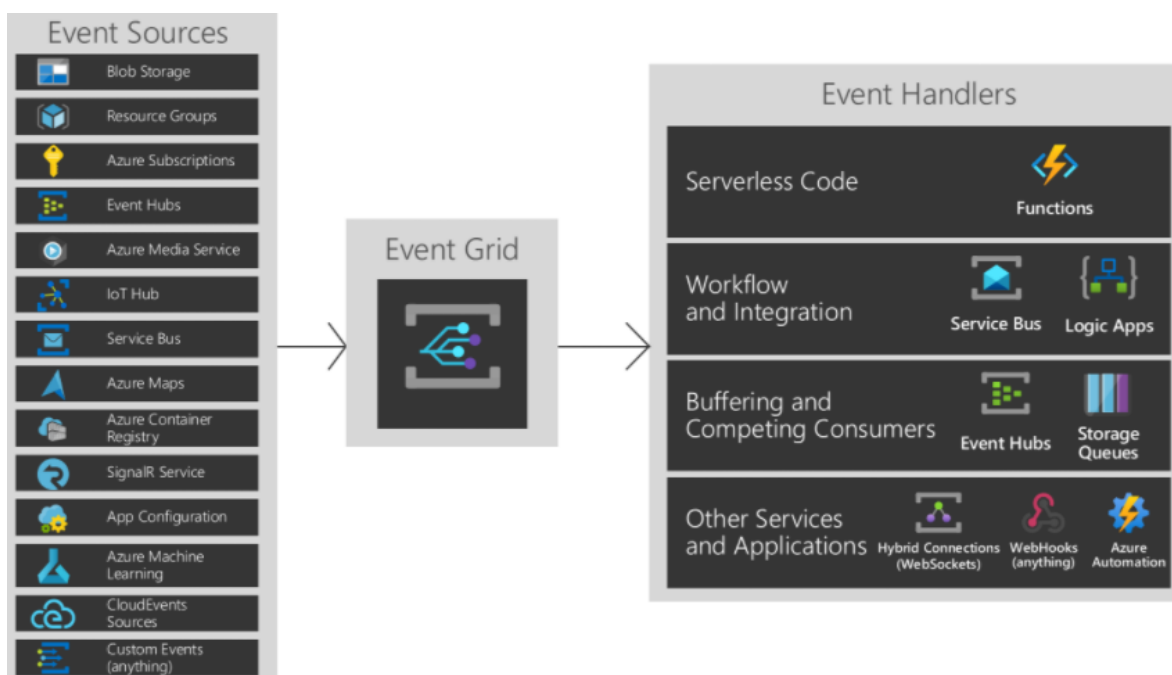 Event Sources
Blob Storage
Resource Groups
Azure Subscriptions
Event Hubs
Azure Media Service
IoT Hub
Service Bus
Azure Maps
Azure Container
Registry
SignalR Service
App Configuration
Azure Machine
Learning
CloudEvents
Sources
Custom Events
(anything)
Event Grid
Event Handlers
Serverless Code
Functions
Workflow
and Integration
Service Bus
Logic Apps
Buffering and
Competing Consumers
Event Hubs
Storage
Queues
Other Services
and Applications
Hybrid Connections
(WebSockets)
WebHooks
(anything)
Azure
Automation